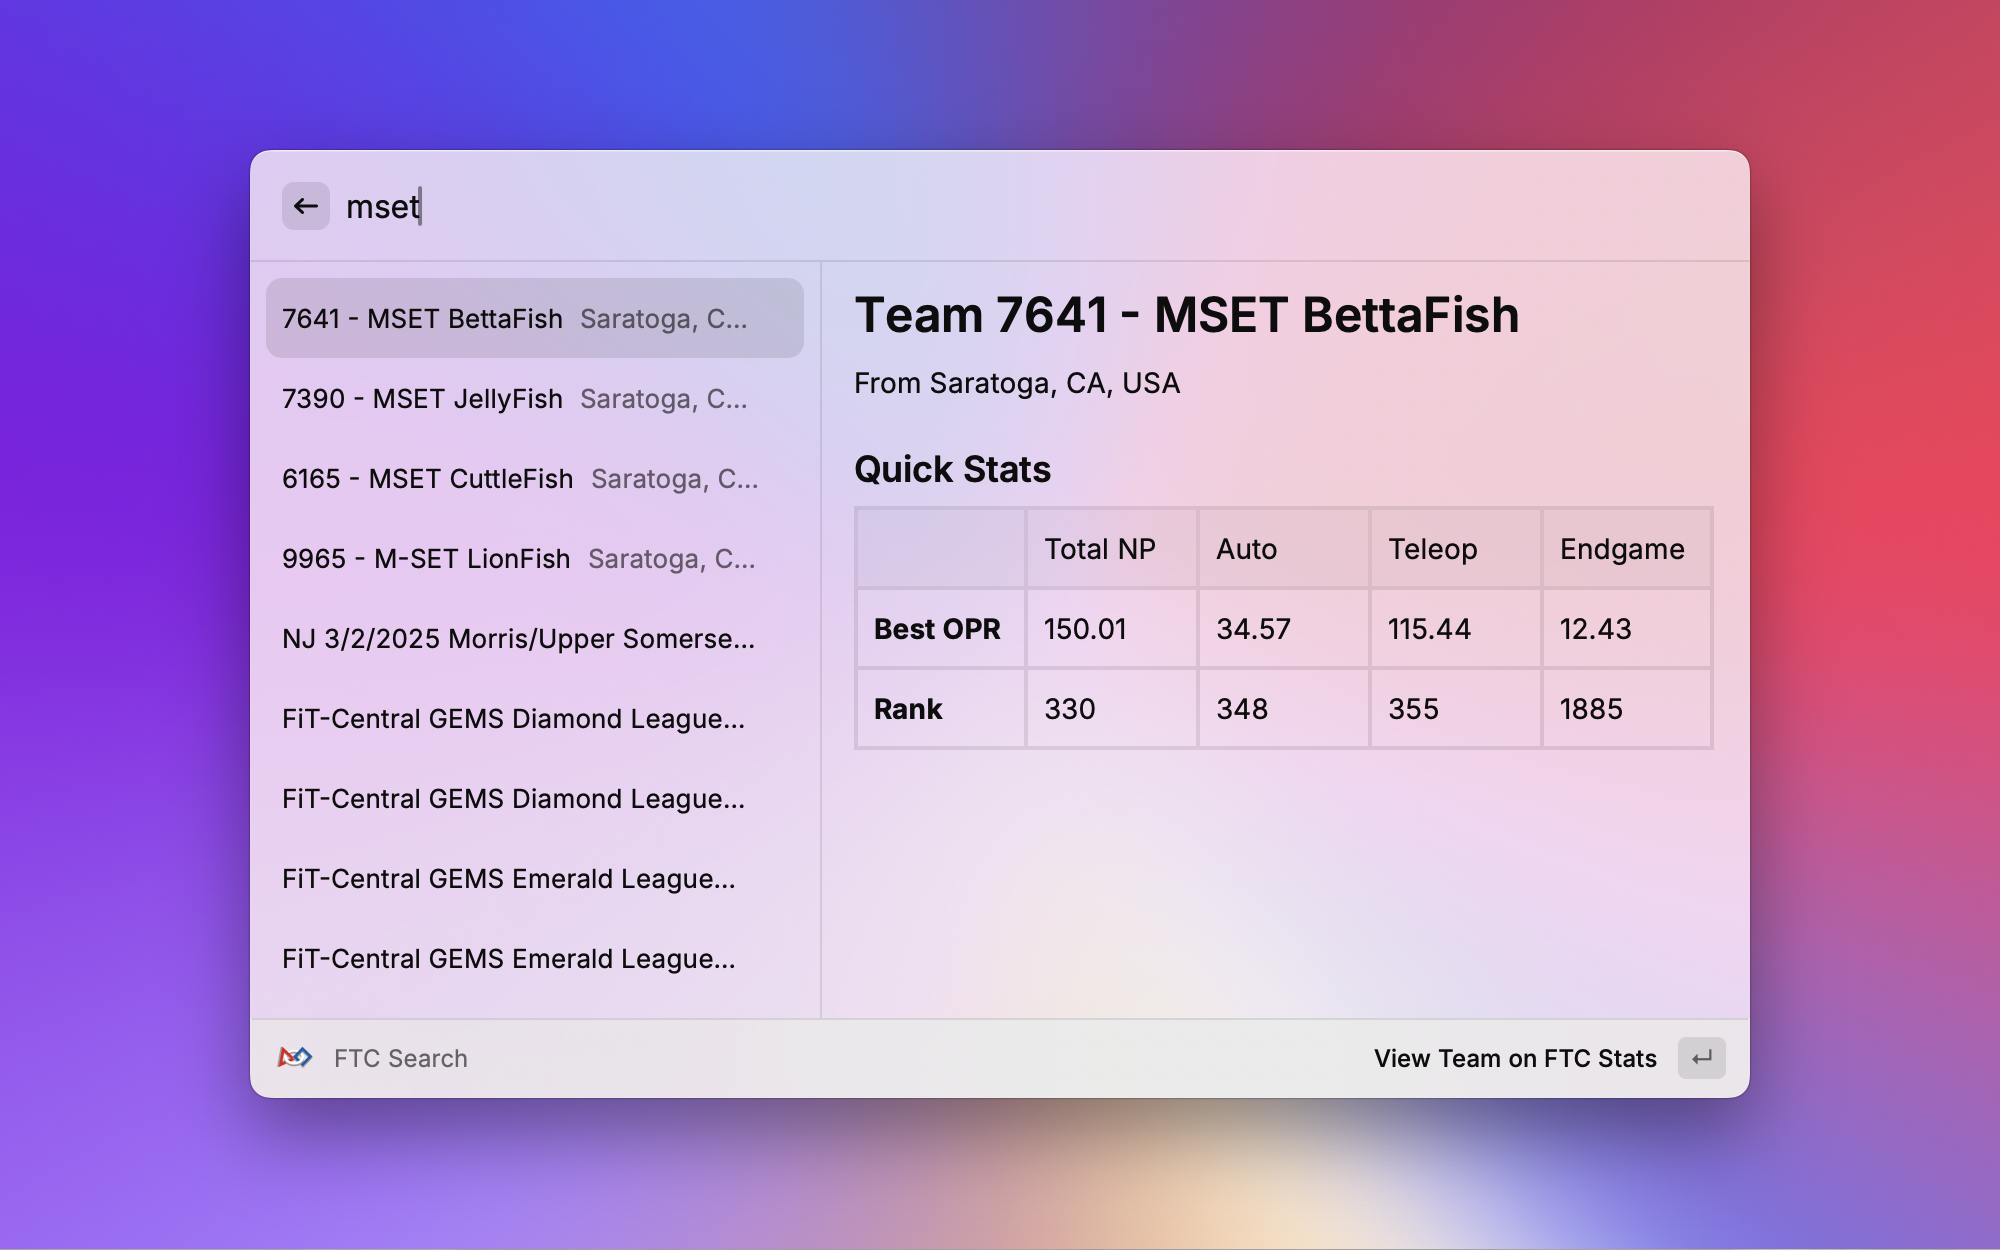 mset
7641 - MSET BettaFish Saratoga, C...
7390 - MSET JellyFish Saratoga, C...
6165 - MSET CuttleFish Saratoga, C...
9965 - M-SET LionFish Saratoga, C...
NJ 3/2/2025 Morris/Upper Somerse...
FiT-Central GEMS Diamond League...
FiT-Central GEMS Diamond League...
FiT-Central GEMS Emerald League...
FiT-Central GEMS Emerald League...
Team 7641 - MSET BettaFish
From Saratoga, CA, USA
Quick Stats
Total NP Auto Teleop Endgame
Best OPR 150.01 34.57 115.44 12.43
Rank 330 348 355 1885
FTC Search
View Team on FTC Stats